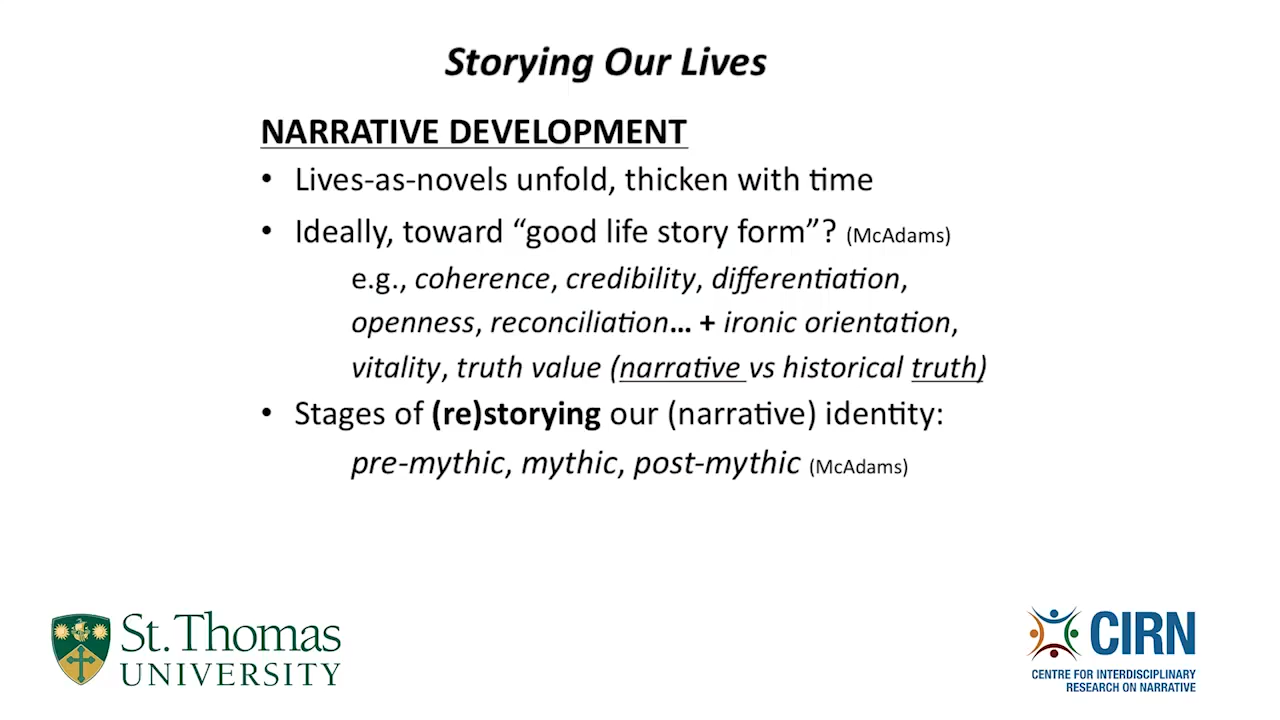 Storying Our Lives
NARRATIVE DEVELOPMENT
• Lives-as-novels unfold, thicken with time
• Ideally, toward “good life story form”? (McAdams)
e.g., coherence, credibility, differentiation,
openness, reconciliation... + ironic orientation,
vitality, truth value (narrative vs historical truth)
• Stages of (re)storying our (narrative) identity:
pre-mythic, mythic, post-mythic (McAdams)
St. Thomas
UNIVERSITY
CIRN
CENTRE FOR INTERDISCIPLINARY
RESEARCH ON NARRATIVE